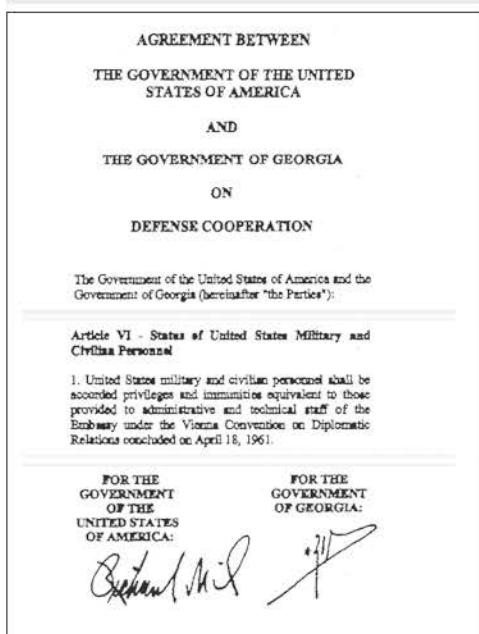 AGREEMENT BETWEEN
THE GOVERNMENT OF THE UNITED
STATES OF AMERICA
AND
THE GOVERNMENT OF GEORGIA
ON
DEFENSE COOPERATION
The Government of the United States of America and the
Government of Georgia (hereinafter "the Parties"):
Article VI - Status of United States Military and
Civilian Personnel
1. United States military and civilian personnel shall be
accorded privileges and immunities equivalent to those
provided to administrative and technical staff of the
Embassy under the Vienna Convention on Diplomatic
Relations concluded on April 18, 1961.
FOR THE
GOVERNMENT
OF THE
UNITED STATES
OF AMERICA:
FOR THE
GOVERNMENT
OF GEORGIA: